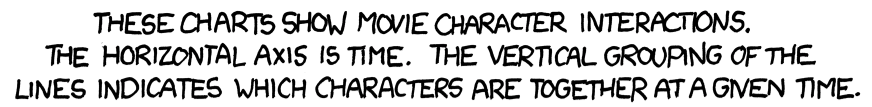 THESE CHARTS SHOW MOVIE CHARACTER INTERACTIONS.
THE HORIZONTAL AXIS IS TIME. THE VERTICAL GROUPING OF THE
LINES INDICATES WHICH CHARACTERS ARE TOGETHER AT A GIVEN TIME.